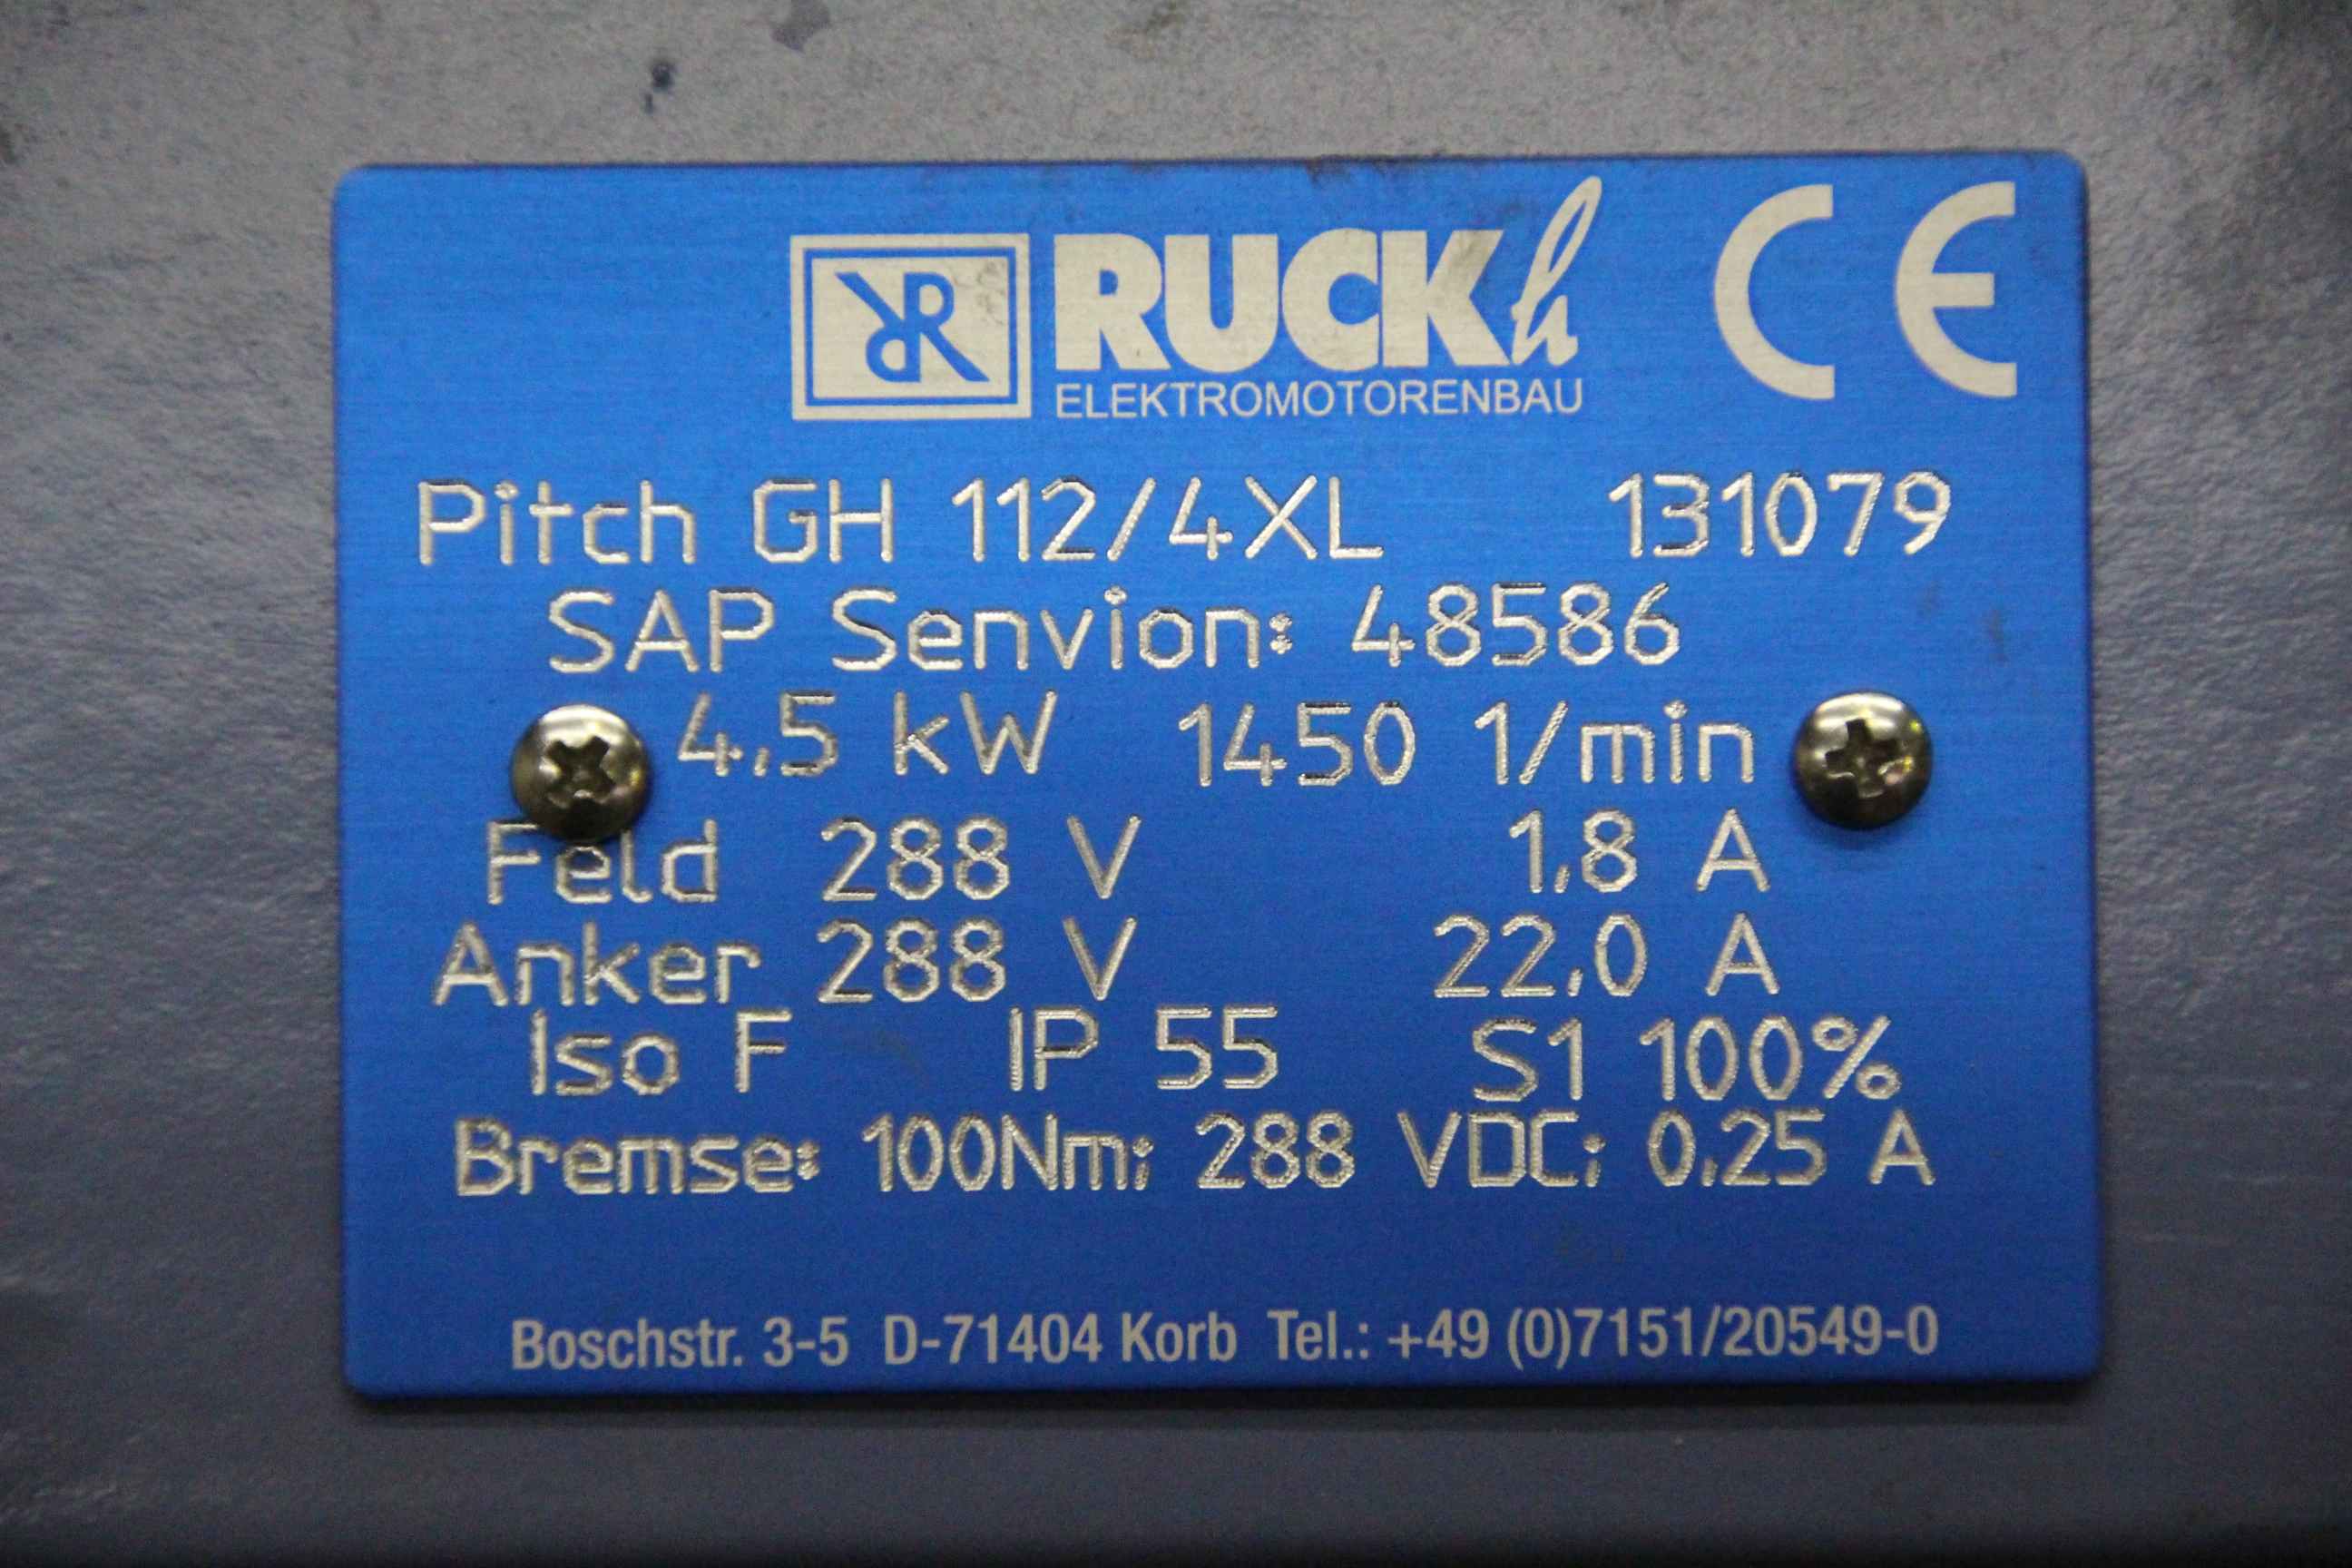 RUCKh CE
ELEKTROMOTORENBAU
Pitch GH 112/4XL 131079
SAP Senvion: 48586
4,5 kW 1450 1/min
Feld 288 V 1,8 A
Anker 288 V 22,0 A
Iso F IP 55 S1 100%
Bremse: 100Nm; 288 VDC; 0,25 A
Boschstr. 3-5 D-71404 Korb Tel.: +49 (0)7151/20549-0